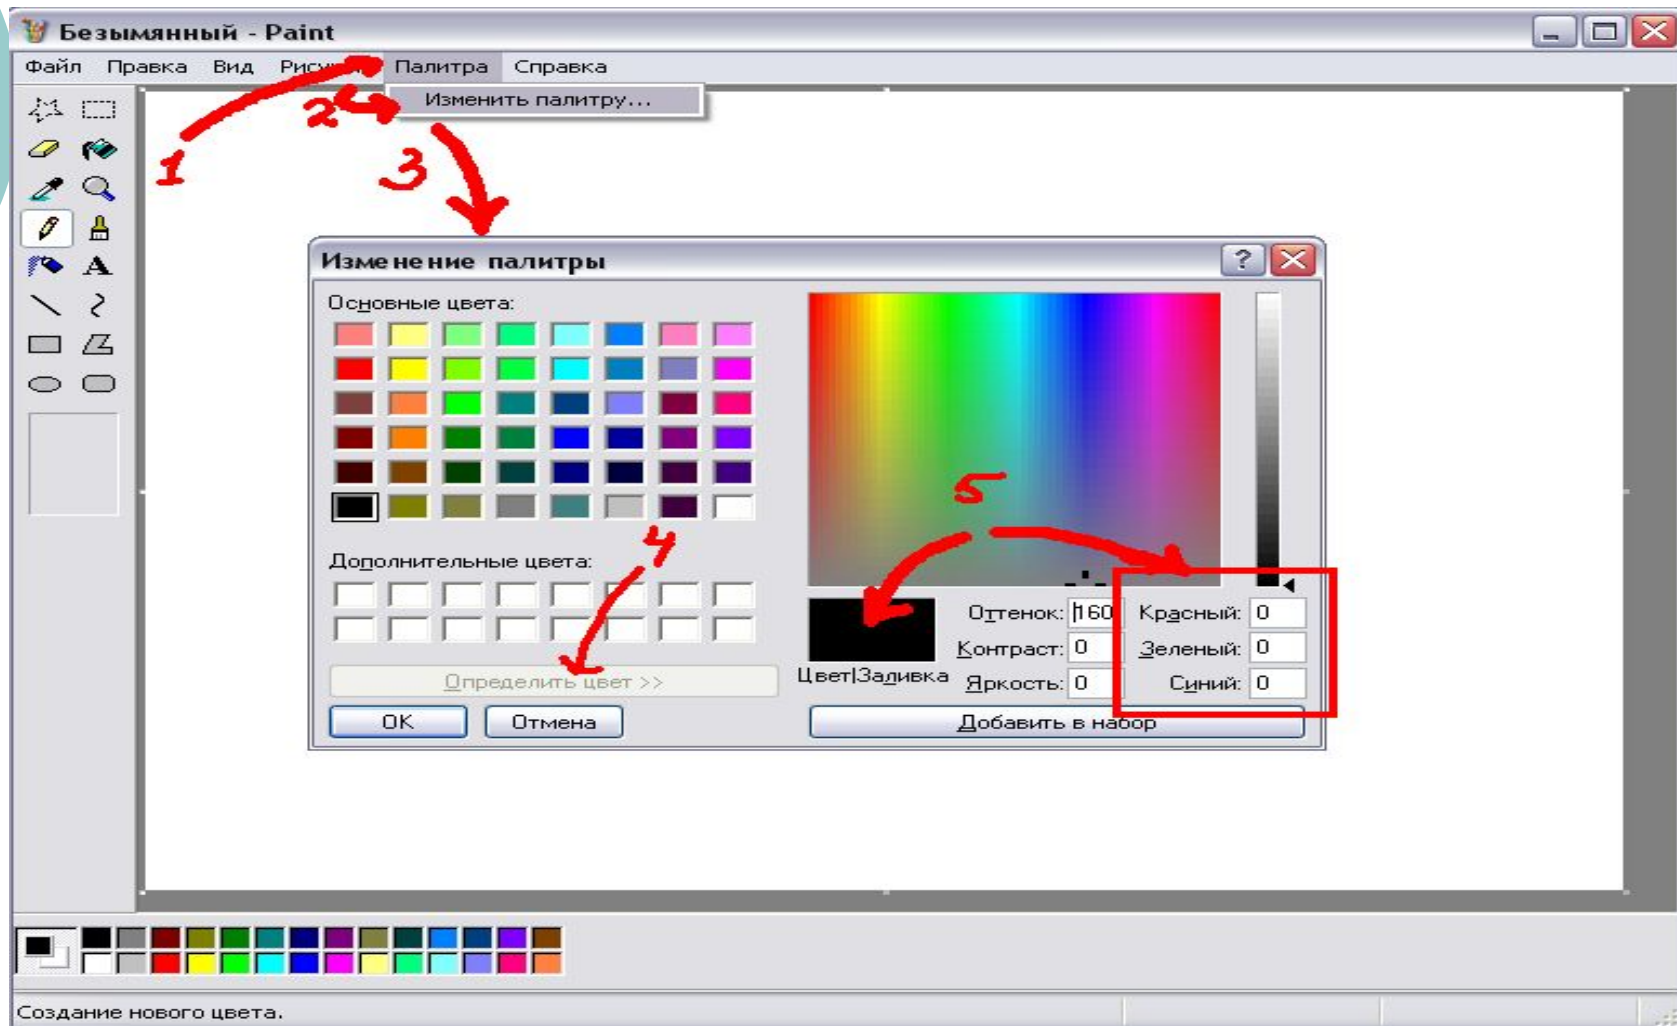 Безымянный - Paint
Файл Правка Вид Палитра Справка
Изменить палитру...
1
2
3
Изменение палитры
?
Основные цвета:
4
5
Дополнительные цвета:
Определить цвет >>
OK Отмена
Цвет|Заливка
Оттенок: 160 Красный: 0
Контраст: 0 Зеленый: 0
Яркость: 0 Синий: 0
Добавить в набор
A
Создание нового цвета.